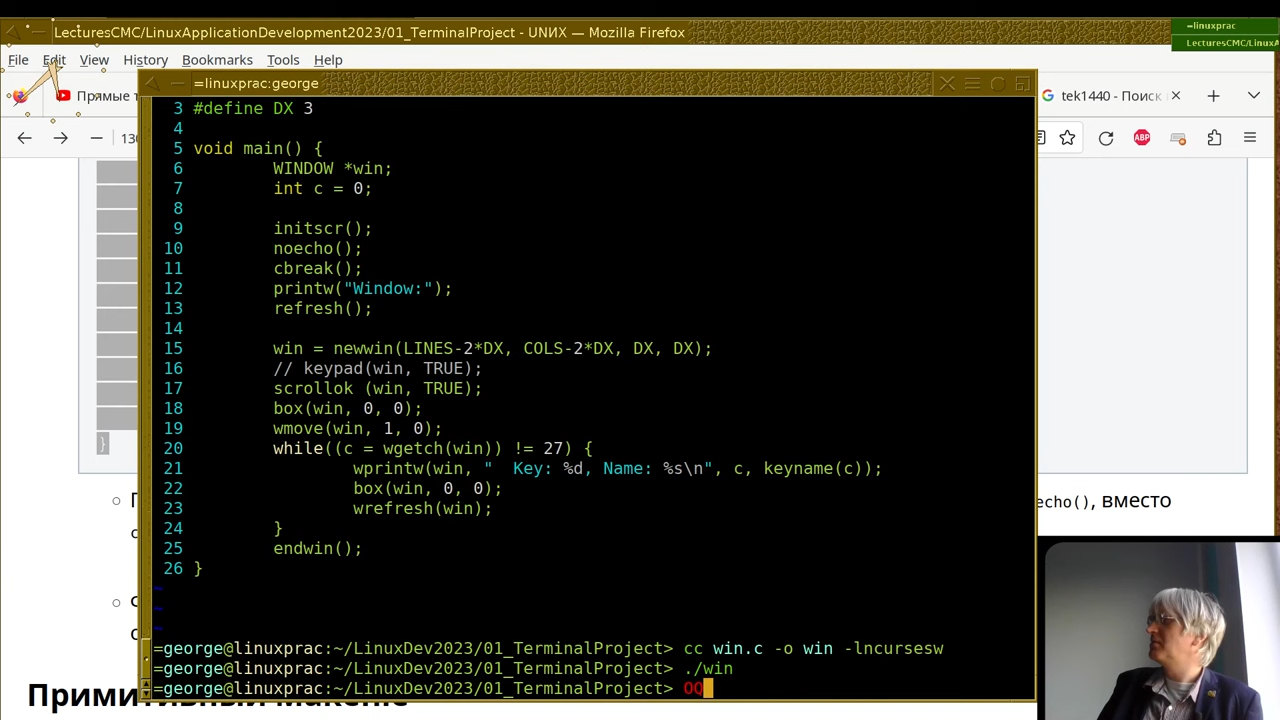 LecturesCMC/LinuxApplicationDevelopment2023/01_TerminalProject - UNИX — Mozilla Firefox
=linuxprac
LecturesCMC/LinuxA
File Edit View History Bookmarks Tools Help
=linuxprac:george
Прямые т
tek1440 - Поиск
130
ABP
3 #define DX 3
4
5 void main() {
6 WINDOW *win;
7 int c = 0;
8
9 initscr();
10 noecho();
11 cbreak();
12 printw("Window:");
13 refresh();
14
15 win = newwin(LINES-2*DX, COLS-2*DX, DX, DX);
16 // keypad(win, TRUE);
17 scrollok (win, TRUE);
18 box(win, 0, 0);
19 wmove(win, 1, 0);
20 while((c = wgetch(win)) != 27) {
21 wprintw(win, "  Key: %d, Name: %s\n", c, keyname(c));
22 box(win, 0, 0);
23 wrefresh(win);
24 }
25 endwin();
26 }
~
~
~
}
echo(), вместо
=george@linuxprac:~/LinuxDev2023/01_TerminalProject> cc win.c -o win -lncursesw
=george@linuxprac:~/LinuxDev2023/01_TerminalProject> ./win
=george@linuxprac:~/LinuxDev2023/01_TerminalProject> OQ